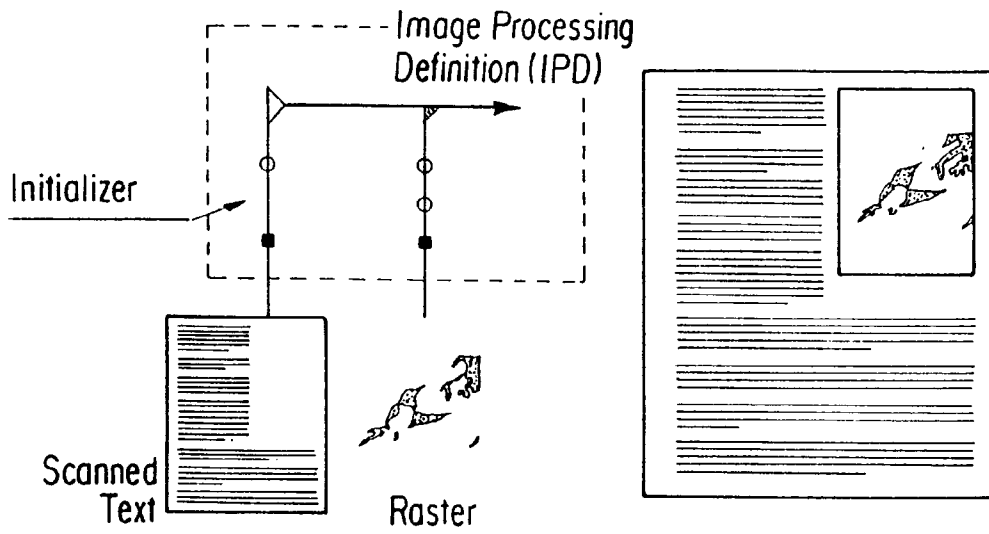 Image Processing
Definition (IPD)
Initializer
Scanned
Text
Raster